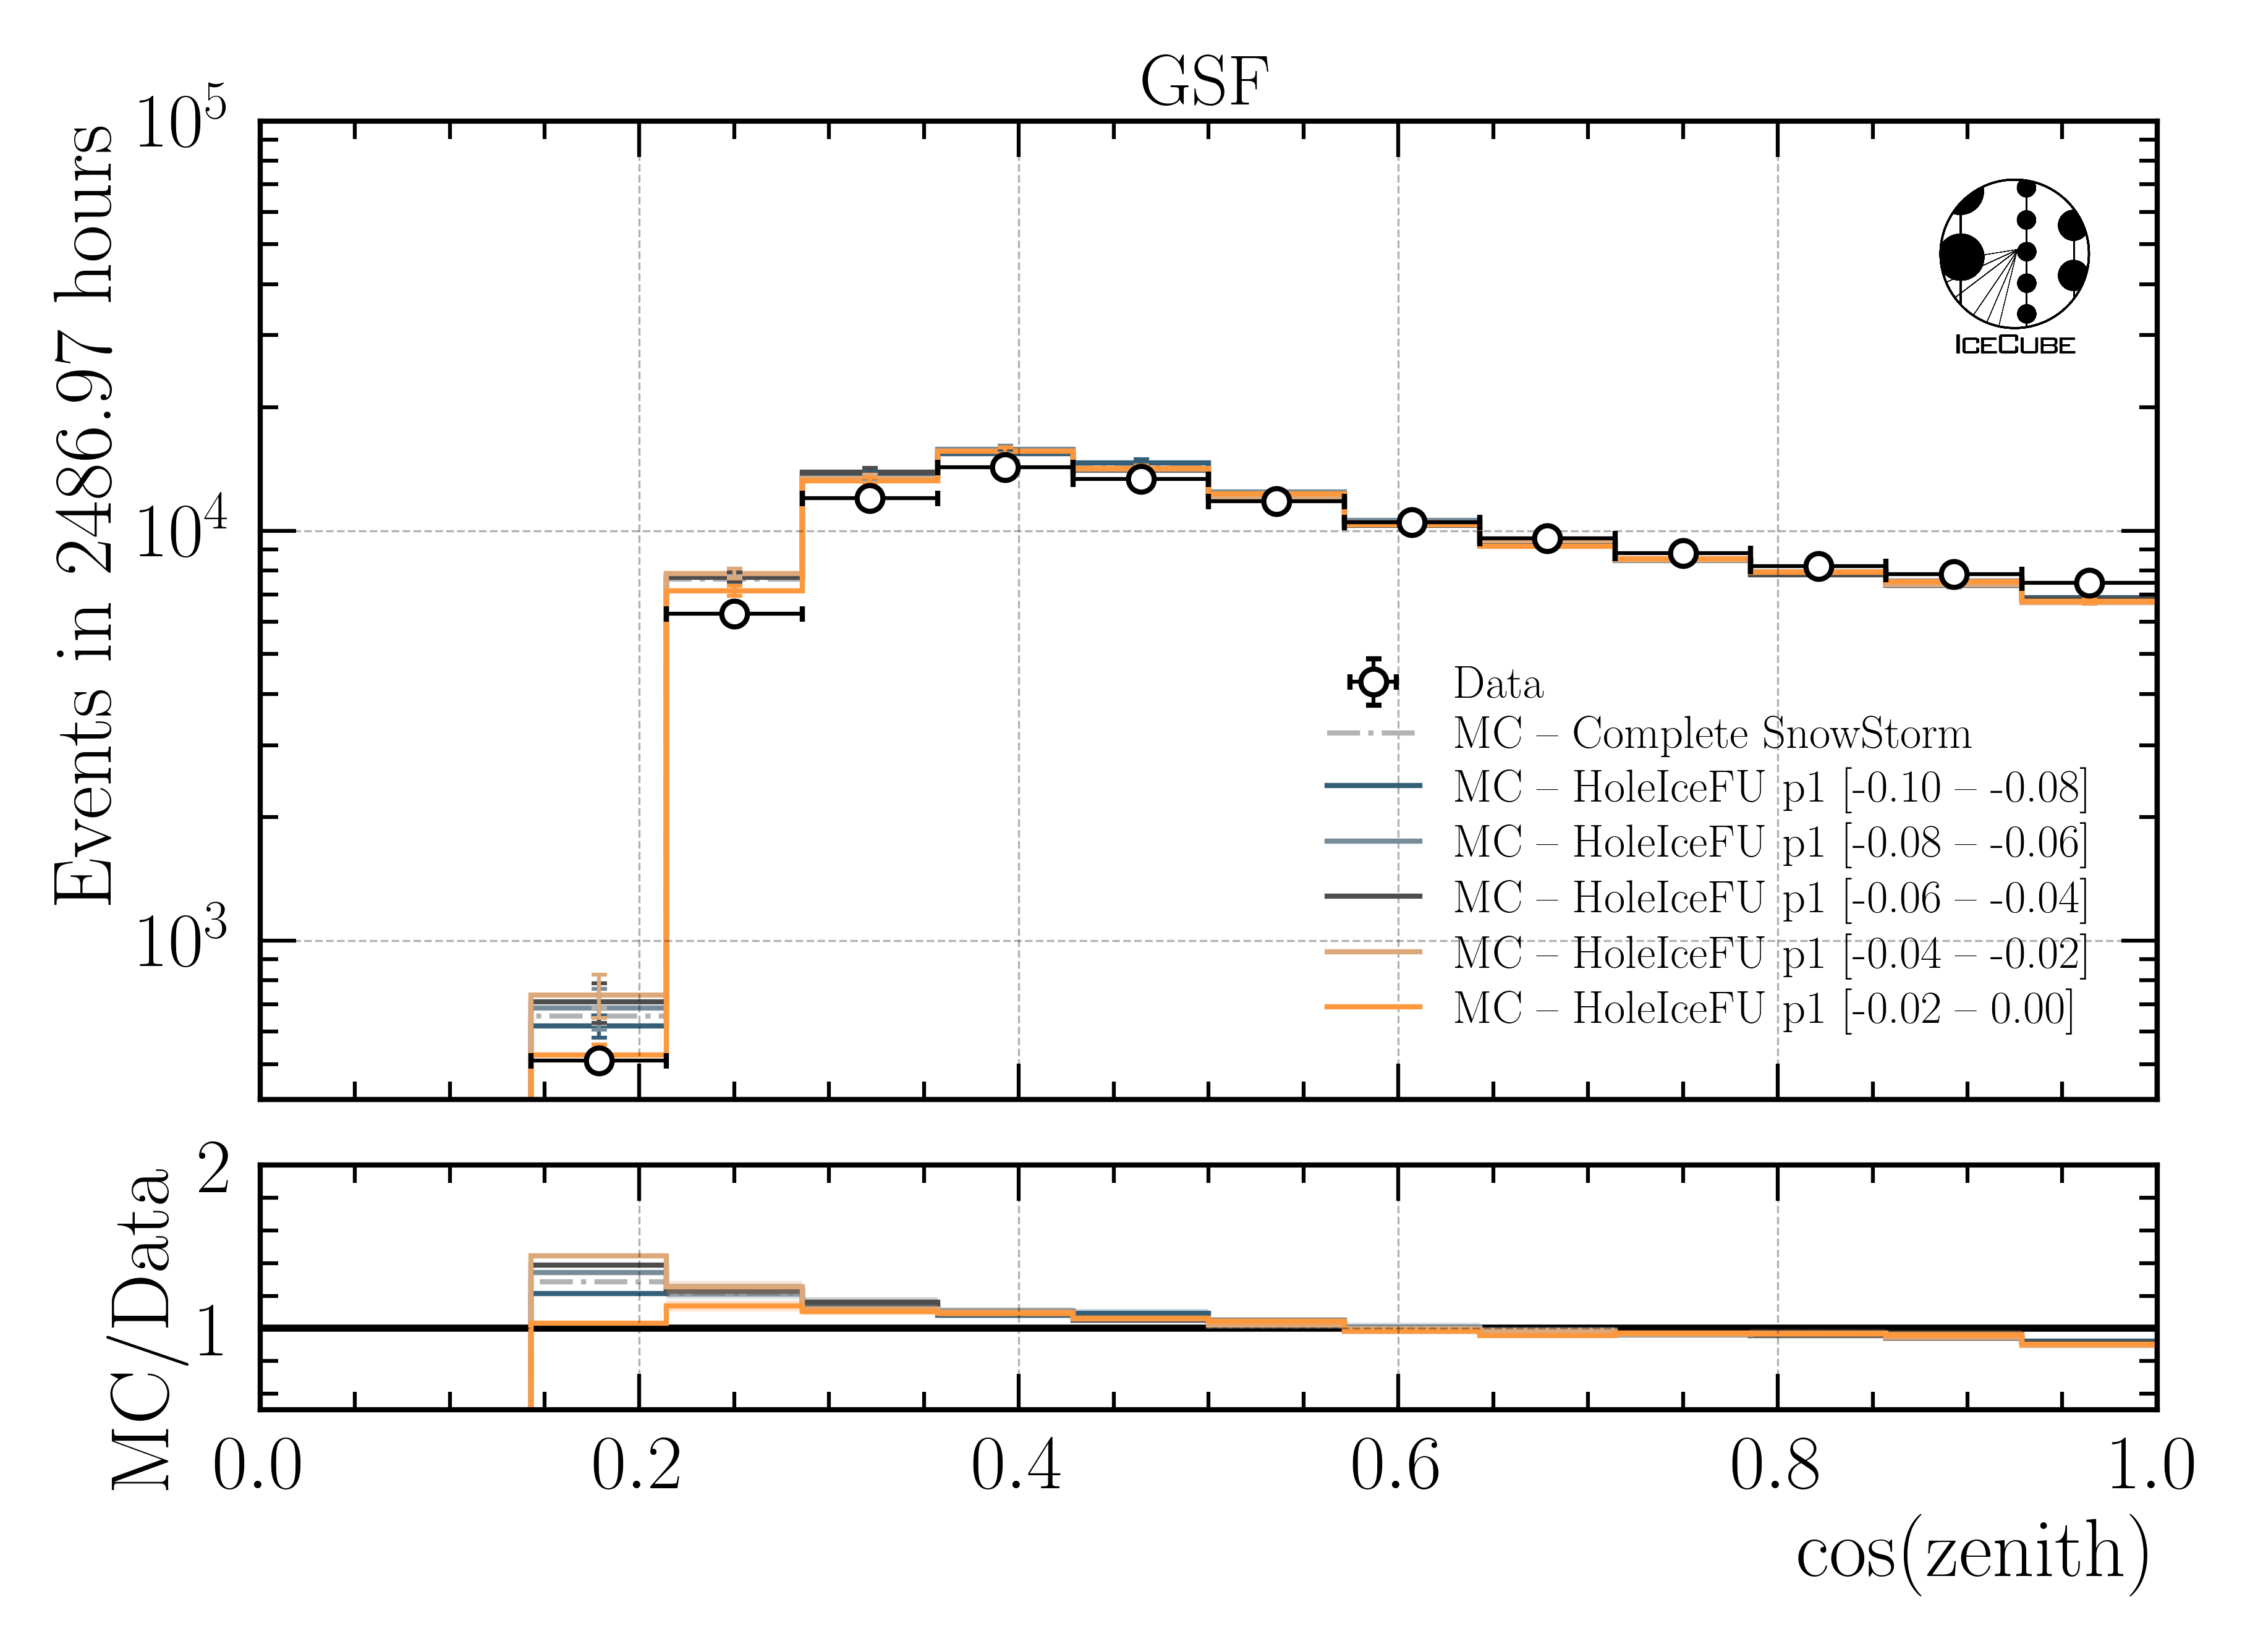 GSF
Events in 2486.97 hours
10^5
10^4
10^3
ICECUBE
Data
MC – Complete SnowStorm
MC – HoleIceFU p1 [-0.10 – -0.08]
MC – HoleIceFU p1 [-0.08 – -0.06]
MC – HoleIceFU p1 [-0.06 – -0.04]
MC – HoleIceFU p1 [-0.04 – -0.02]
MC – HoleIceFU p1 [-0.02 – 0.00]
MC/Data
2
1
0.0 0.2 0.4 0.6 0.8 1.0
cos(zenith)